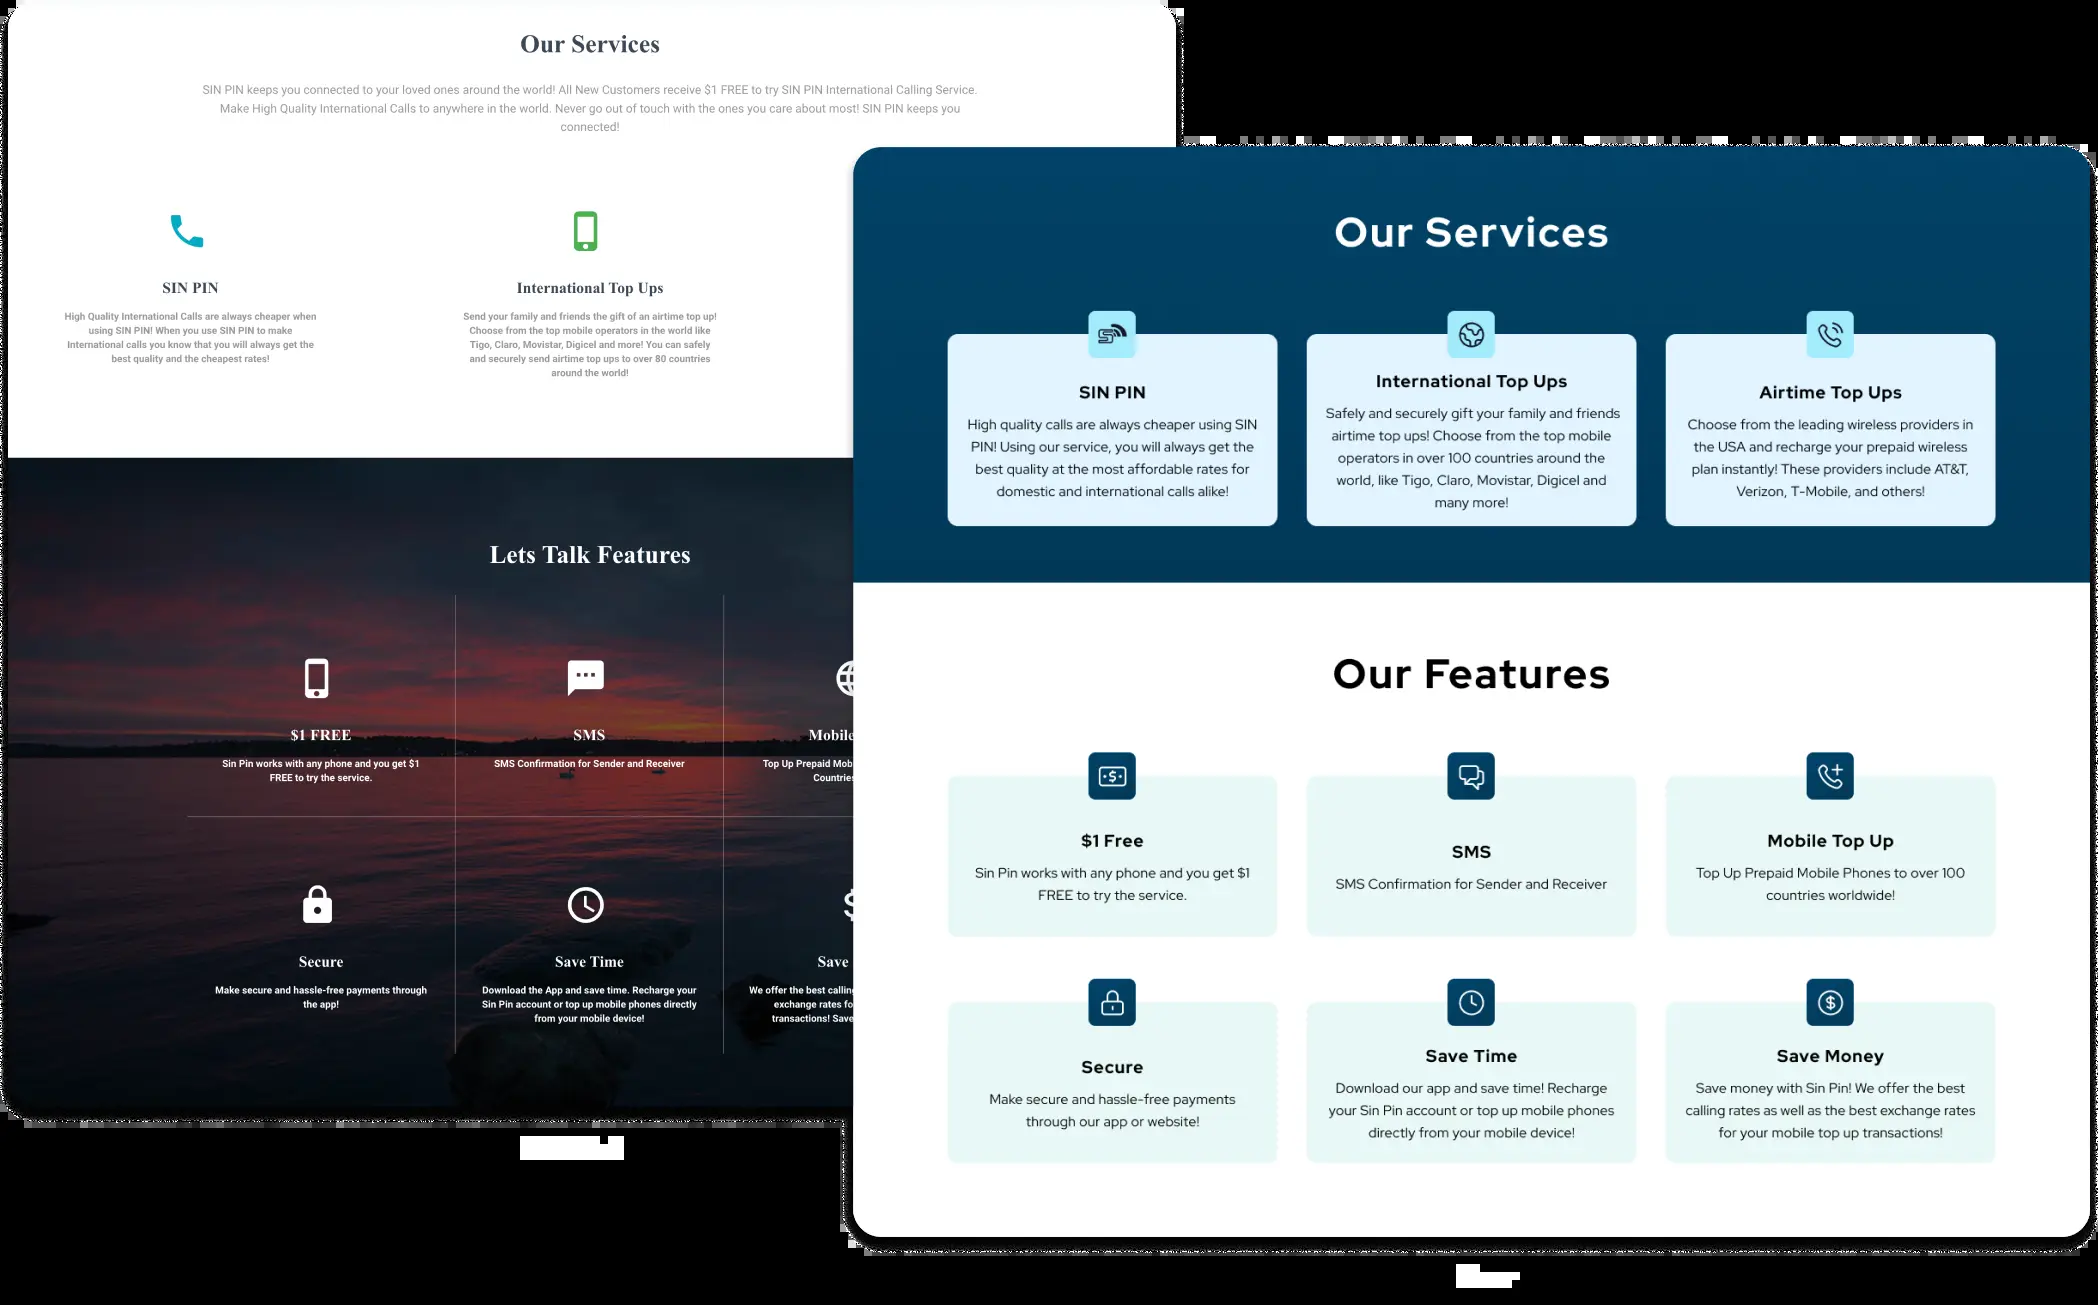 Our Services
SIN PIN keeps you connected to your loved ones around the world! All New Customers receive $1 FREE to try SIN PIN International Calling Service.
Make High Quality International Calls to anywhere in the world. Never go out of touch with the ones you care about most! SIN PIN keeps you
connected!
SIN PIN
High Quality International Calls are always cheaper when
using SIN PIN! When you use SIN PIN to make
International calls you know that you will always get the
best quality and the cheapest rates!
International Top Ups
Send your family and friends the gift of an airtime top up!
Choose from the top mobile operators in the world like
Tigo, Claro, Movistar, Digicel and more! You can safely
and securely send airtime top ups to over 80 countries
around the world!
Lets Talk Features
$1 FREE
Sin Pin works with any phone and you get $1
FREE to try the service.
SMS
SMS Confirmation for Sender and Receiver
Mobile
Top Up Prepaid Mob
Countries
Secure
Make secure and hassle-free payments through
the app!
Save Time
Download the App and save time. Recharge your
Sin Pin account or top up mobile phones directly
from your mobile device!
Save
We offer the best calling
exchange rates fo
transactions! Save
Our Services
SIN PIN
High quality calls are always cheaper using SIN
PIN! Using our service, you will always get the
best quality at the most affordable rates for
domestic and international calls alike!
International Top Ups
Safely and securely gift your family and friends
airtime top ups! Choose from the top mobile
operators in over 100 countries around the
world, like Tigo, Claro, Movistar, Digicel and
many more!
Airtime Top Ups
Choose from the leading wireless providers in
the USA and recharge your prepaid wireless
plan instantly! These providers include AT&T,
Verizon, T-Mobile, and others!
Our Features
$1 Free
Sin Pin works with any phone and you get $1
FREE to try the service.
SMS
SMS Confirmation for Sender and Receiver
Mobile Top Up
Top Up Prepaid Mobile Phones to over 100
countries worldwide!
Secure
Make secure and hassle-free payments
through our app or website!
Save Time
Download our app and save time! Recharge
your Sin Pin account or top up mobile phones
directly from your mobile device!
Save Money
Save money with Sin Pin! We offer the best
calling rates as well as the best exchange rates
for your mobile top up transactions!